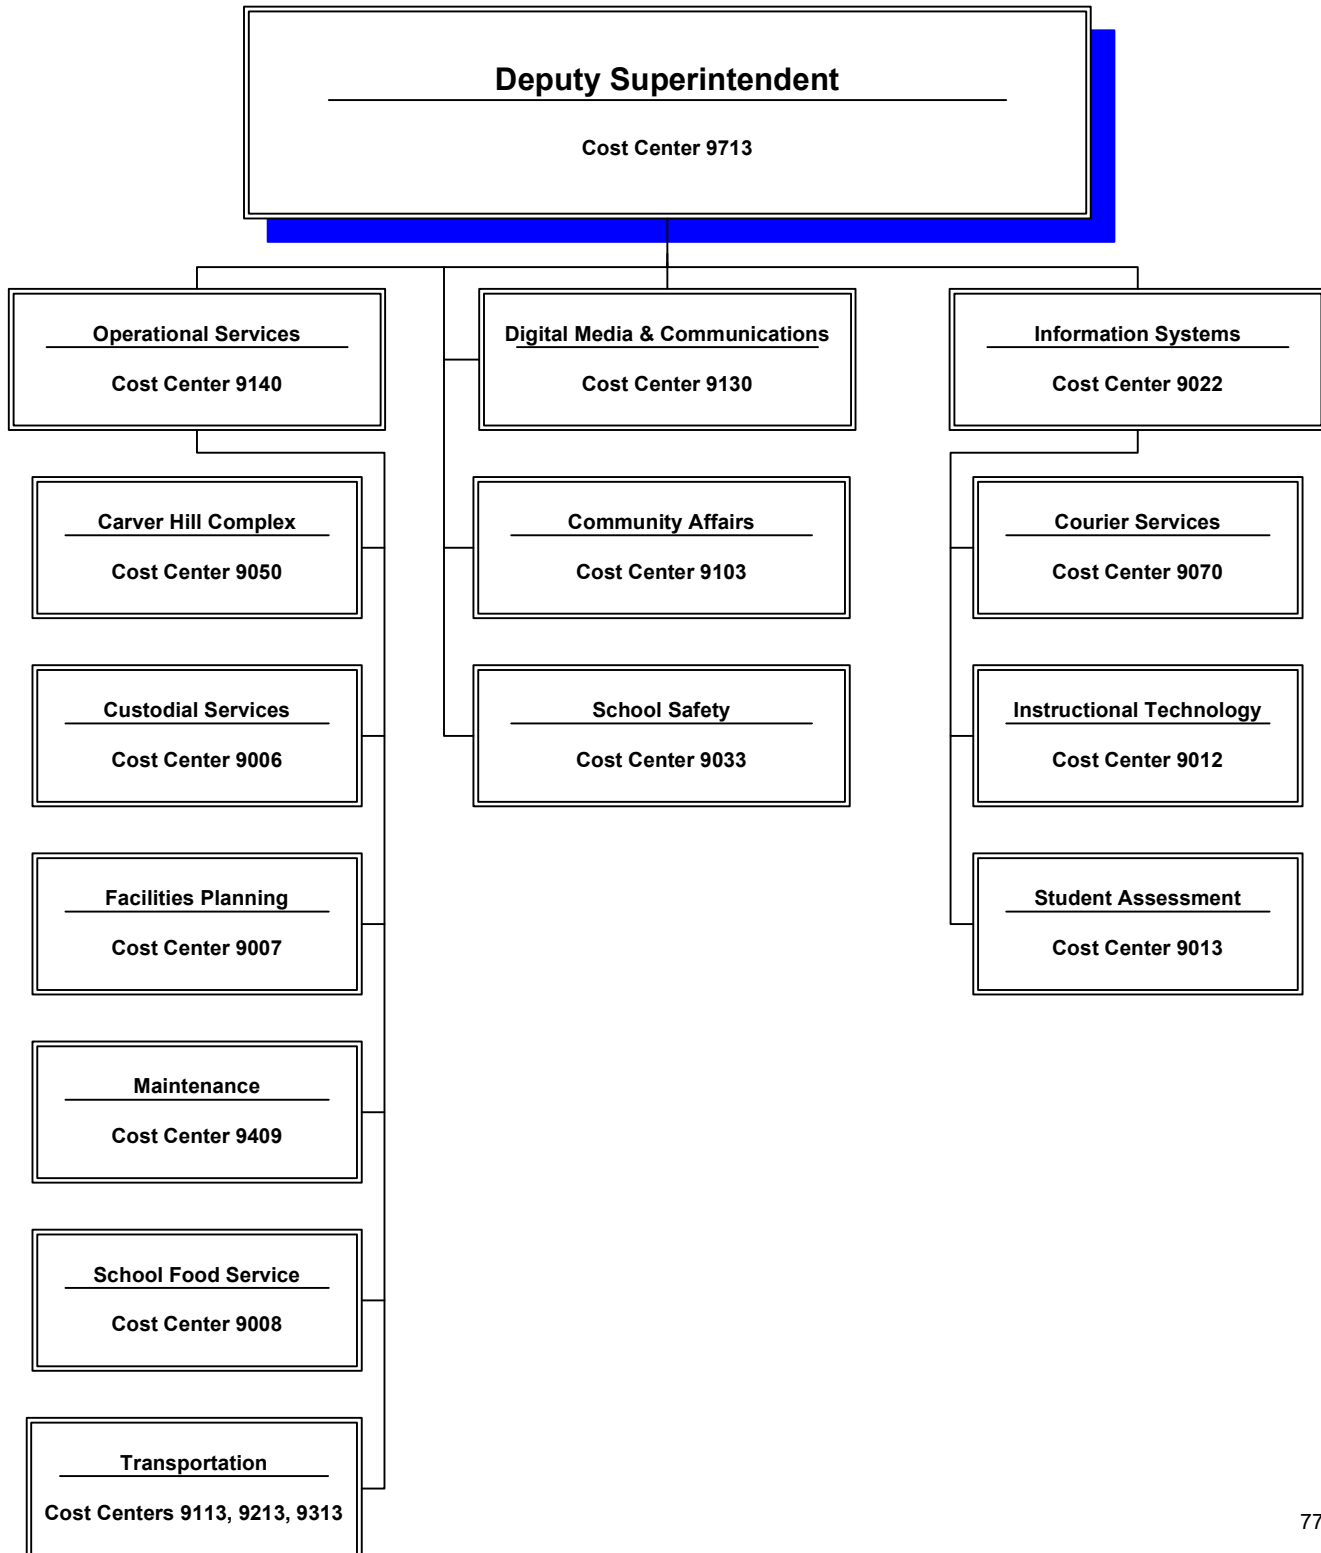 Deputy Superintendent
Cost Center 9713
Operational Services
Cost Center 9140
Digital Media & Communications
Cost Center 9130
Information Systems
Cost Center 9022
Carver Hill Complex
Cost Center 9050
Community Affairs
Cost Center 9103
Courier Services
Cost Center 9070
Custodial Services
Cost Center 9006
School Safety
Cost Center 9033
Instructional Technology
Cost Center 9012
Facilities Planning
Cost Center 9007
Student Assessment
Cost Center 9013
Maintenance
Cost Center 9409
School Food Service
Cost Center 9008
Transportation
Cost Centers 9113, 9213, 9313
77